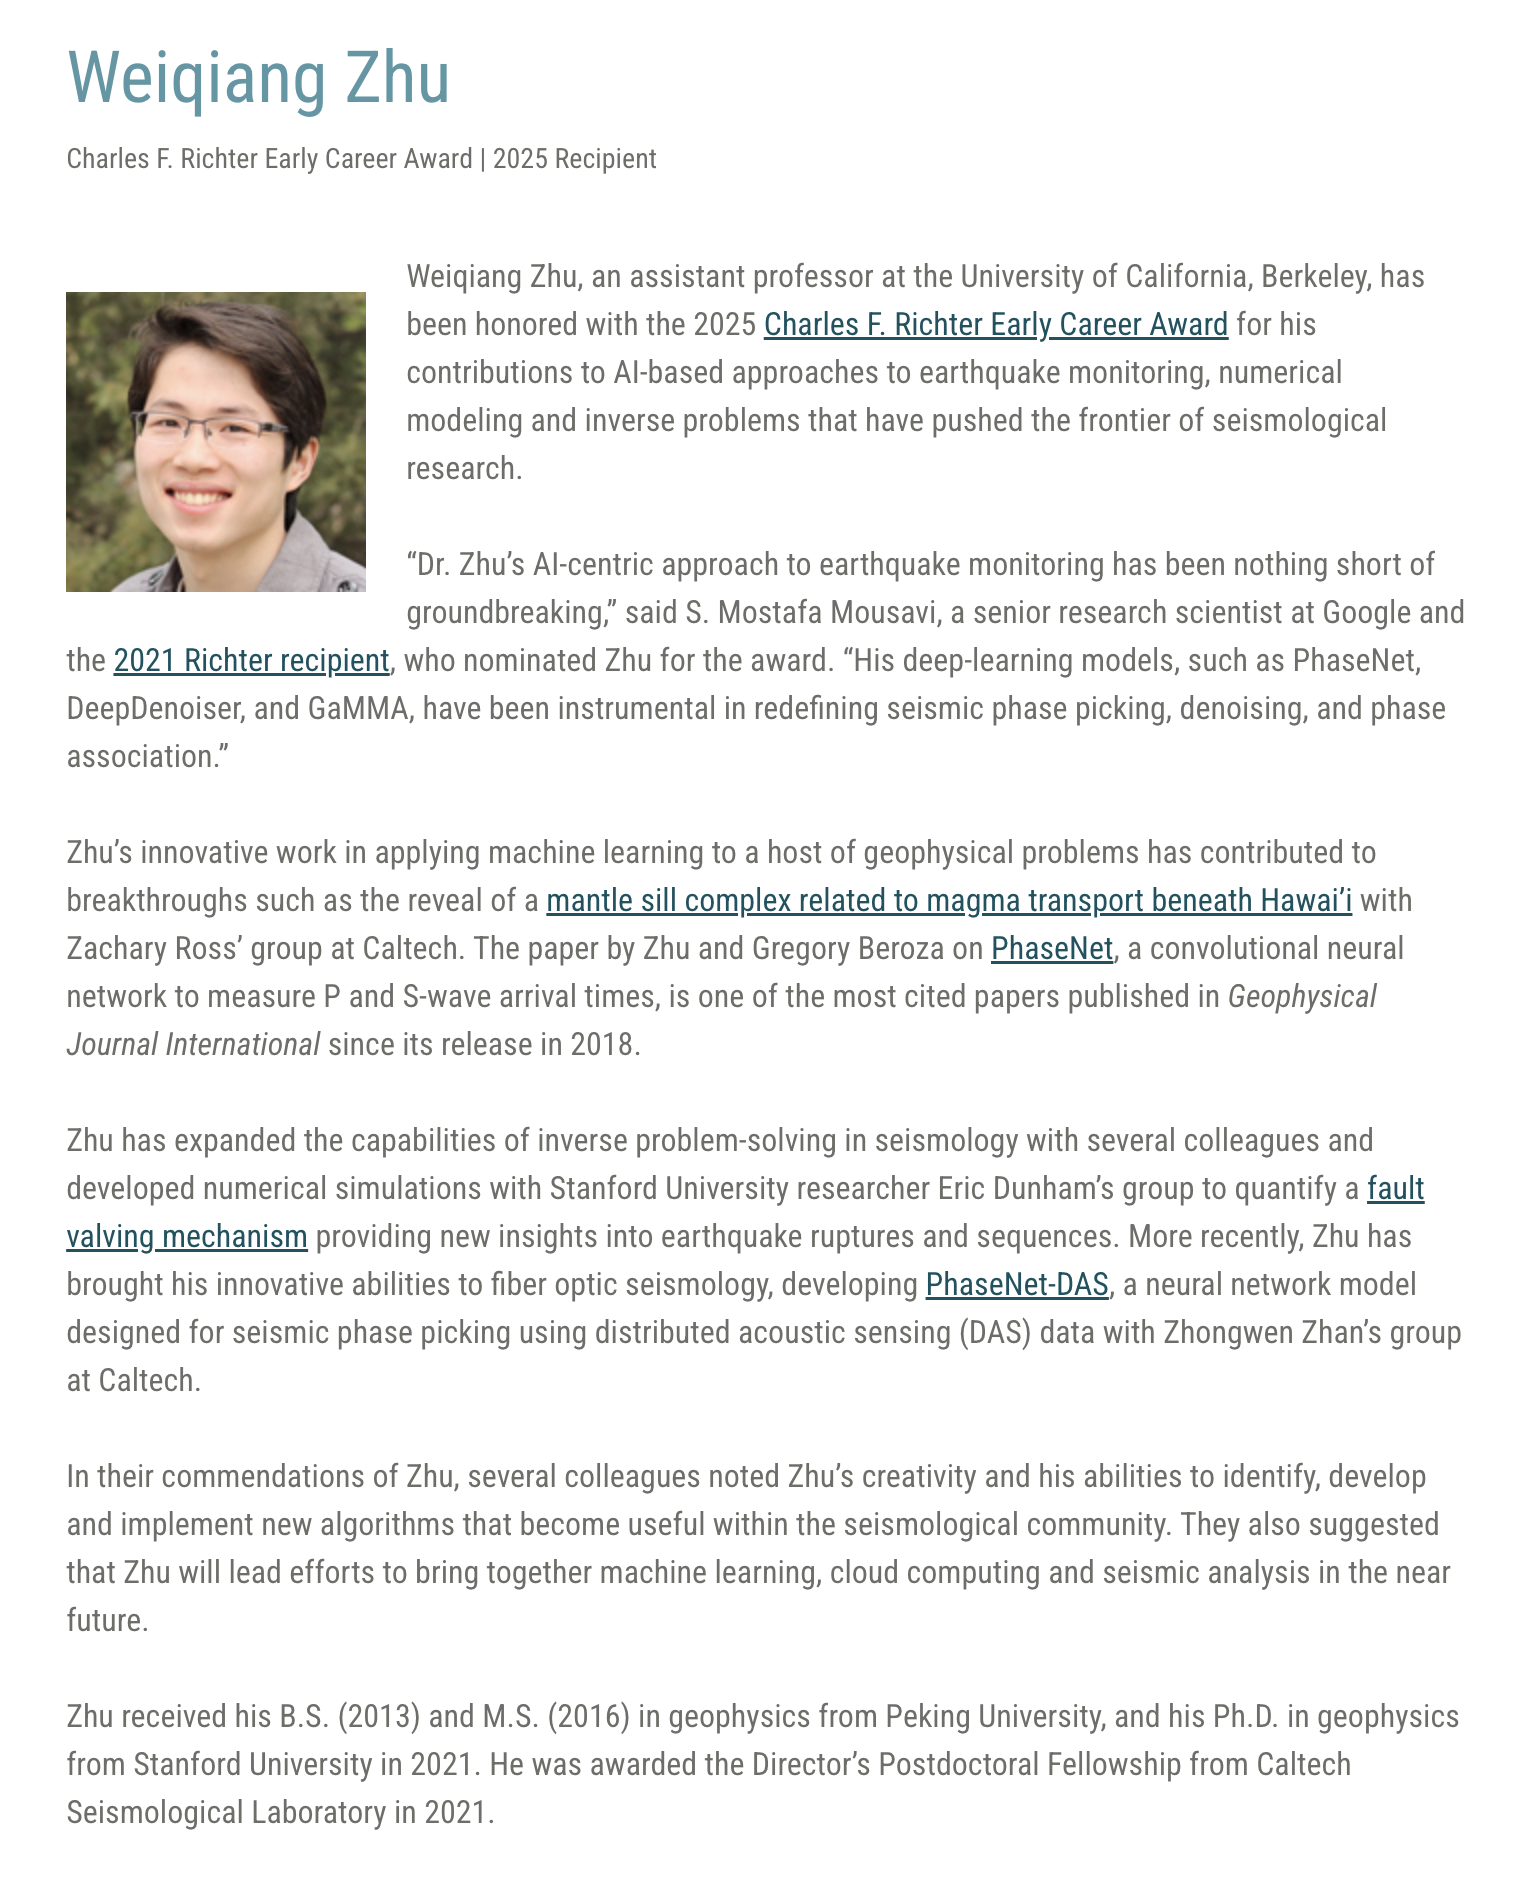 Weiqiang Zhu
Charles F. Richter Early Career Award | 2025 Recipient
Weiqiang Zhu, an assistant professor at the University of California, Berkeley, has
been honored with the 2025 Charles F. Richter Early Career Award for his
contributions to AI-based approaches to earthquake monitoring, numerical
modeling and inverse problems that have pushed the frontier of seismological
research.
“Dr. Zhu’s AI-centric approach to earthquake monitoring has been nothing short of
groundbreaking,” said S. Mostafa Mousavi, a senior research scientist at Google and
the 2021 Richter recipient, who nominated Zhu for the award. “His deep-learning models, such as PhaseNet,
DeepDenoiser, and GaMMA, have been instrumental in redefining seismic phase picking, denoising, and phase
association.”
Zhu’s innovative work in applying machine learning to a host of geophysical problems has contributed to
breakthroughs such as the reveal of a mantle sill complex related to magma transport beneath Hawai’i with
Zachary Ross’ group at Caltech. The paper by Zhu and Gregory Beroza on PhaseNet, a convolutional neural
network to measure P and S-wave arrival times, is one of the most cited papers published in Geophysical
Journal International since its release in 2018.
Zhu has expanded the capabilities of inverse problem-solving in seismology with several colleagues and
developed numerical simulations with Stanford University researcher Eric Dunham’s group to quantify a fault
valving mechanism providing new insights into earthquake ruptures and sequences. More recently, Zhu has
brought his innovative abilities to fiber optic seismology, developing PhaseNet-DAS, a neural network model
designed for seismic phase picking using distributed acoustic sensing (DAS) data with Zhongwen Zhan’s group
at Caltech.
In their commendations of Zhu, several colleagues noted Zhu’s creativity and his abilities to identify, develop
and implement new algorithms that become useful within the seismological community. They also suggested
that Zhu will lead efforts to bring together machine learning, cloud computing and seismic analysis in the near
future.
Zhu received his B.S. (2013) and M.S. (2016) in geophysics from Peking University, and his Ph.D. in geophysics
from Stanford University in 2021. He was awarded the Director’s Postdoctoral Fellowship from Caltech
Seismological Laboratory in 2021.